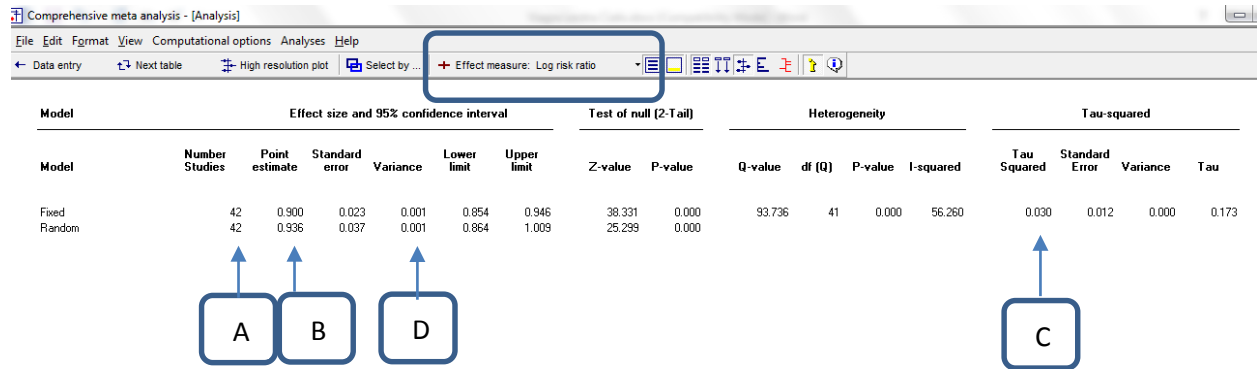 Comprehensive meta analysis - [Analysis]
File Edit Format View Computational options Analyses Help
Data entry Next table High resolution plot Select by ... Effect measure: Log risk ratio
Model Effect size and 95% confidence interval Test of null (2-Tail) Heterogeneity Tau-squared
Model Number Studies Point estimate Standard error Variance Lower limit Upper limit Z-value P-value Q-value df (Q) P-value I-squared Tau Squared Standard Error Variance Tau
Fixed 42 0.900 0.023 0.001 0.854 0.946 38.331 0.000 93.736 41 0.000 56.260 0.030 0.012 0.000 0.173
Random 42 0.936 0.037 0.001 0.864 1.009 25.299 0.000
A B D C